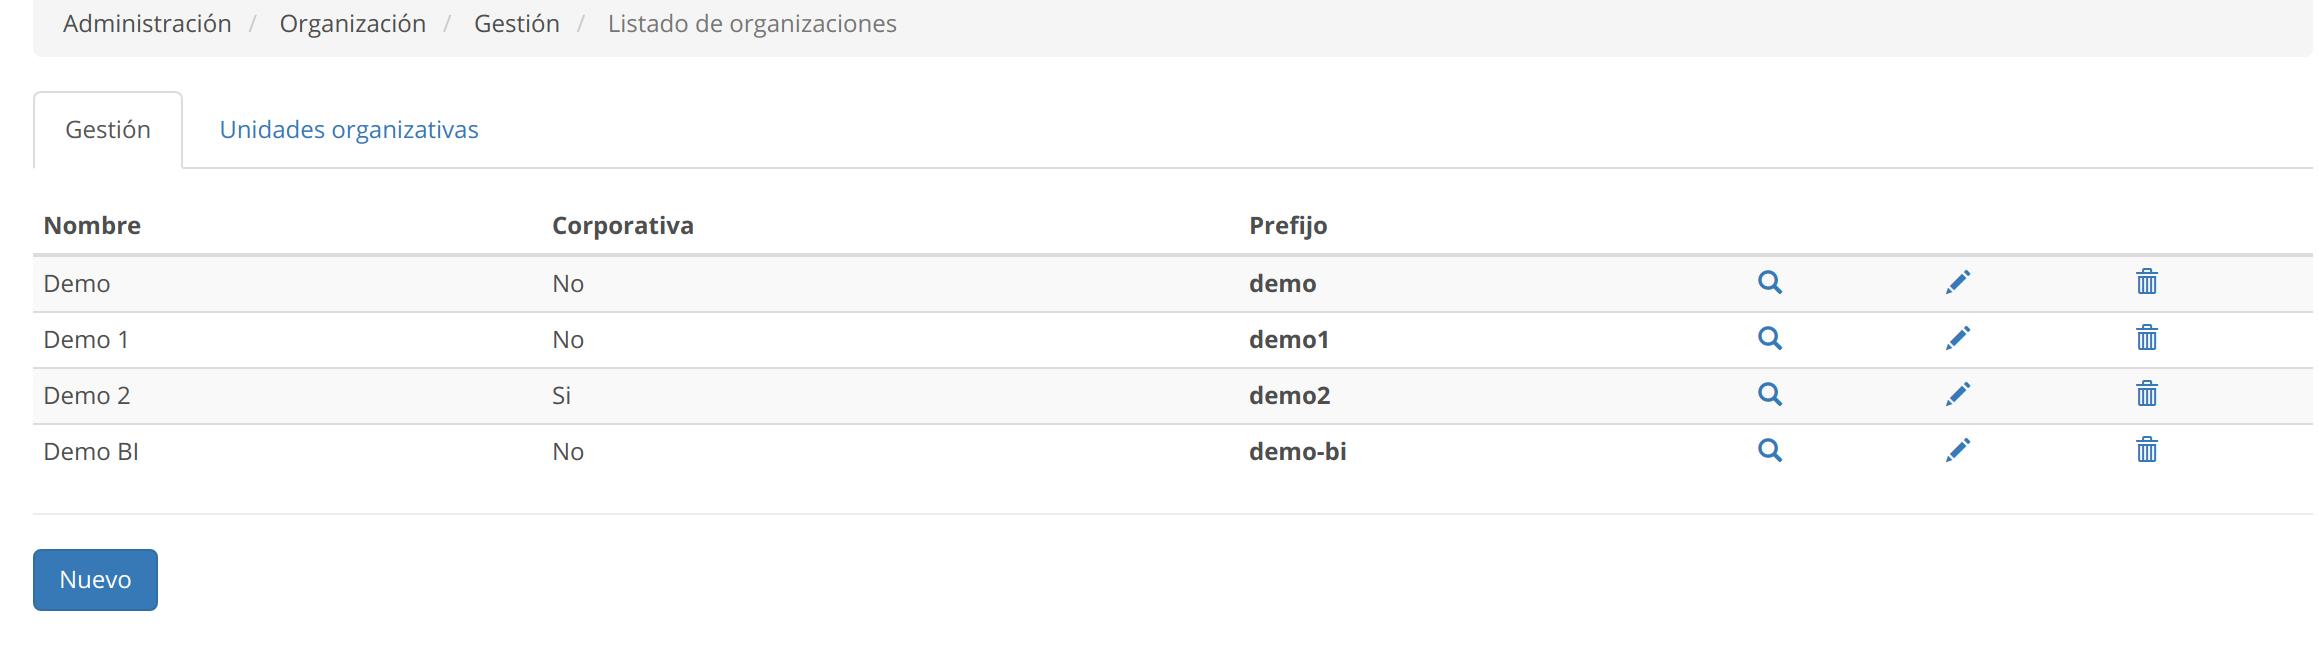 Administración / Organización / Gestión / Listado de organizaciones
Gestión Unidades organizativas
Nombre Corporativa Prefijo
Demo No demo
Demo 1 No demo1
Demo 2 Si demo2
Demo BI No demo-bi
Nuevo